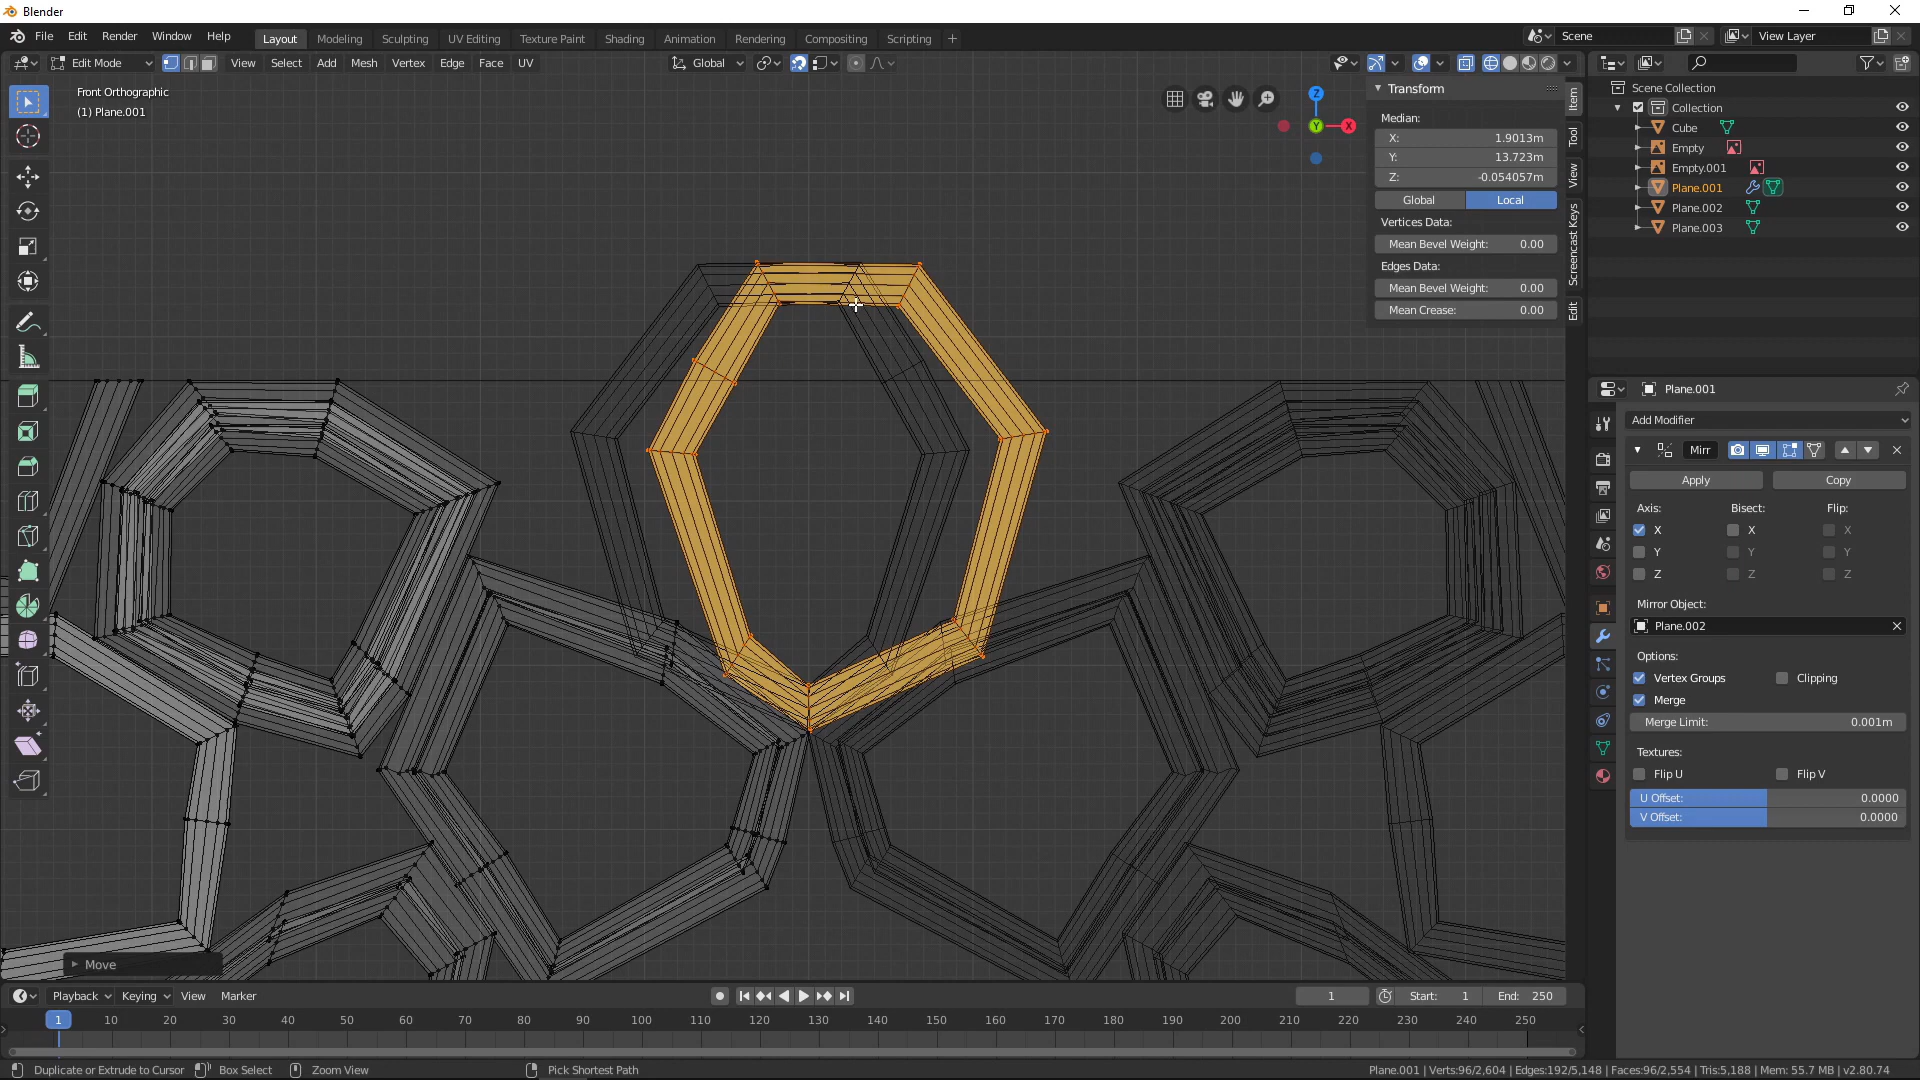 Blender
File Edit Render Window Help Layout Modeling Sculpting UV Editing Texture Paint Shading Animation Rendering Compositing Scripting Scene View Layer
Edit Mode View Select Add Mesh Vertex Edge Face UV Global
Front Orthographic
(1) Plane.001
Z
Y
X
Transform
Median:
X: 1.9013m
Y: 13.723m
Z: -0.054057m
Global Local
Vertices Data:
Mean Bevel Weight: 0.00
Edges Data:
Mean Bevel Weight: 0.00
Mean Crease: 0.00
Item
Tool
View
Screencast Keys
Edit
Scene Collection
Collection
Cube
Empty
Empty.001
Plane.001
Plane.002
Plane.003
Plane.001
Add Modifier
Mirr
Apply Copy
Axis: Bisect: Flip:
X X X
Y Y Y
Z Z Z
Mirror Object:
Plane.002
Options:
Vertex Groups Clipping
Merge
Merge Limit: 0.001m
Textures:
Flip U Flip V
U Offset: 0.0000
V Offset: 0.0000
Move
Playback Keying View Marker 1 Start: 1 End: 250
1 10 20 30 40 50 60 70 80 90 100 110 120 130 140 150 160 170 180 190 200 210 220 230 240 250
Duplicate or Extrude to Cursor Box Select Zoom View Pick Shortest Path Plane.001 | Verts:96/2,604 | Edges:192/5,148 | Faces:96/2,554 | Tris:5,188 | Mem: 55.7 MB | v2.80.74